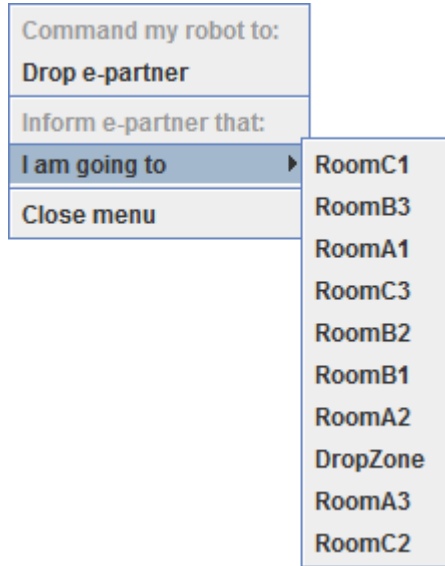 Command my robot to:
Drop e-partner
Inform e-partner that:
I am going to
Close menu
RoomC1
RoomB3
RoomA1
RoomC3
RoomB2
RoomB1
RoomA2
DropZone
RoomA3
RoomC2